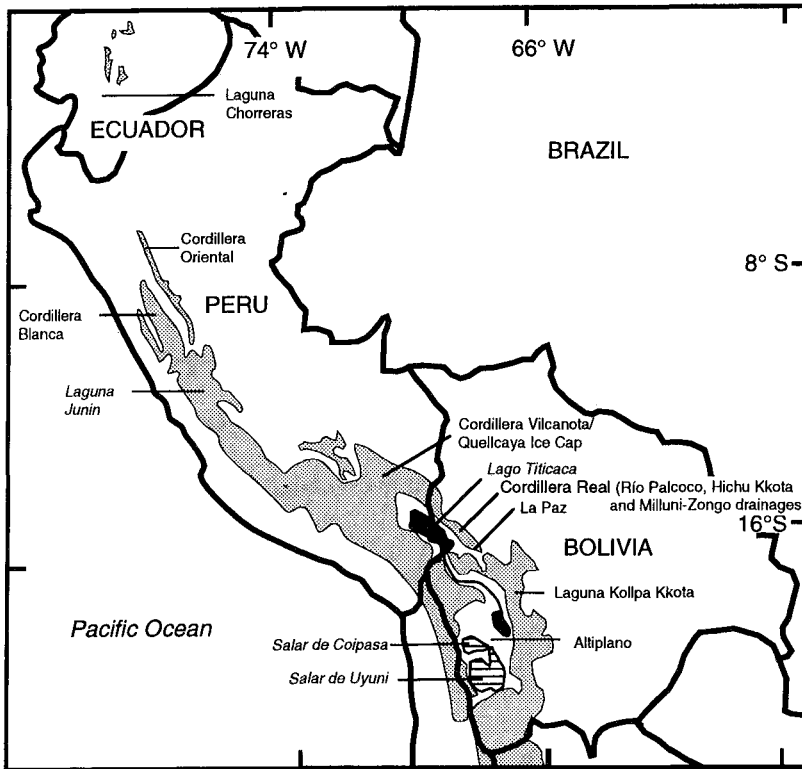 74° W
66° W
Laguna
Chorreras
ECUADOR
BRAZIL
Cordillera
Oriental
8° S
PERU
Cordillera
Blanca
Laguna
Junin
Cordillera Vilcanota/
Quellcaya Ice Cap
Lago Titicaca
Cordillera Real (Río Palcoco, Hichu Kkota
and Milluni-Zongo drainages
La Paz
16°S
BOLIVIA
Laguna Kollpa Kkota
Pacific Ocean
Salar de Coipasa
Altiplano
Salar de Uyuni